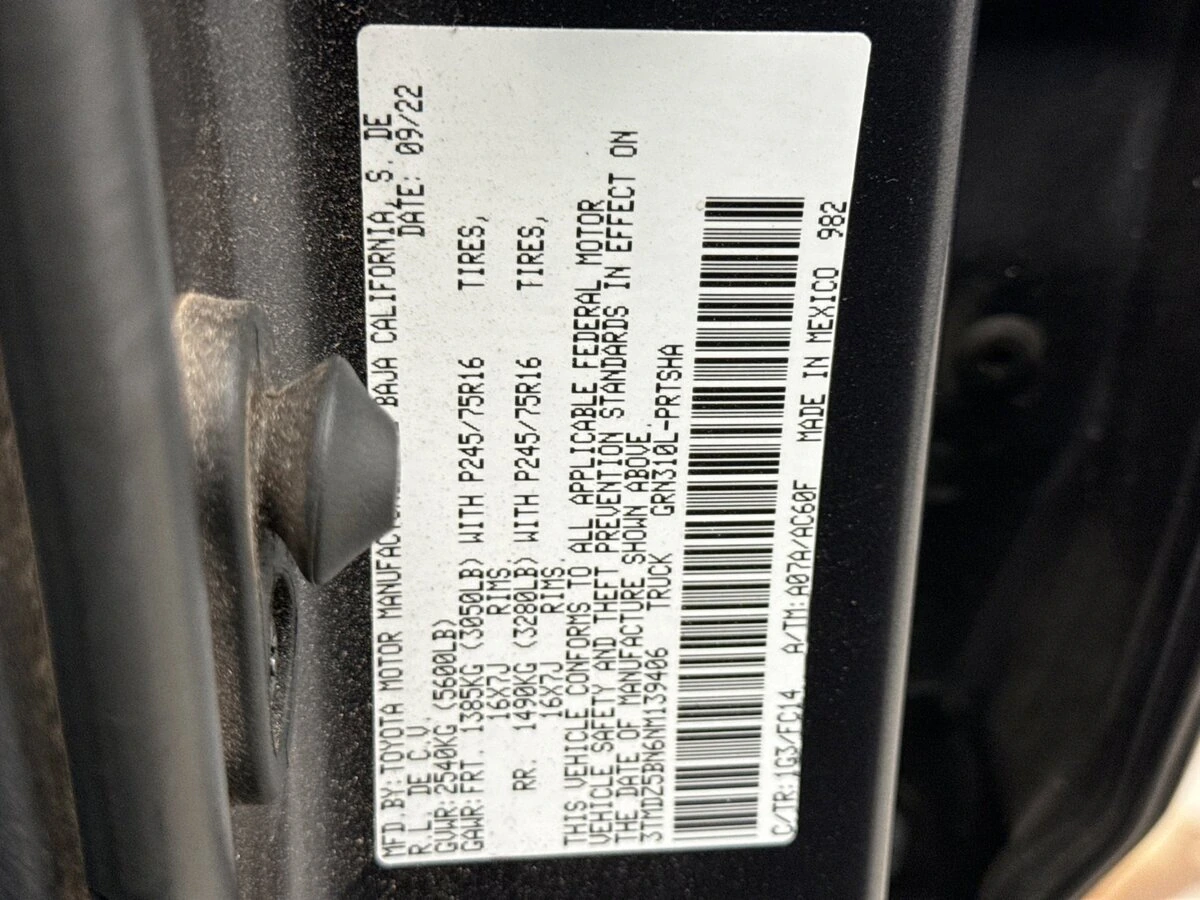 MFD.BY:TOYOTA MOTOR MANUFACTURING BAJA CALIFORNIA, S. DE
R.L. DE C.V. DATE: 09/22
GVWR:2540KG (5600LB)
GAWR:FRT. 1385KG (3050LB) WITH P245/75R16 TIRES,
16X7J RIMS.
RR. 1490KG (3280LB) WITH P245/75R16 TIRES,
16X7J RIMS.
THIS VEHICLE CONFORMS TO ALL APPLICABLE FEDERAL MOTOR
VEHICLE SAFETY AND THEFT PREVENTION STANDARDS IN EFFECT ON
THE DATE OF MANUFACTURE SHOWN ABOVE.
3TMDZ5BN6NM139406 TRUCK GRN310L-PRTSHA
C/TR:1G3/FC14 A/TM:A07A/AC60F MADE IN MEXICO 982